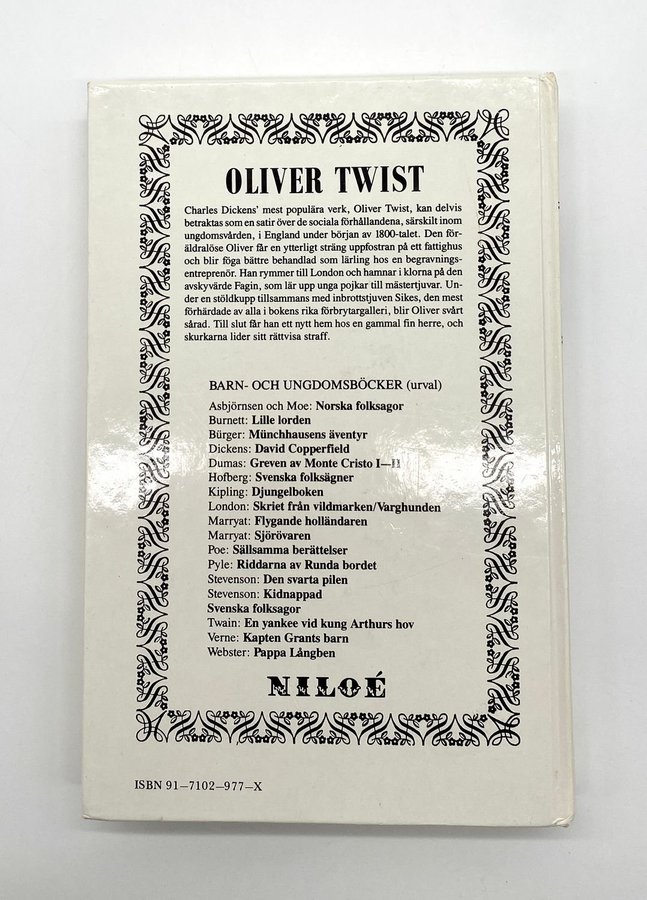 OLIVER TWIST
Charles Dickens' mest populära verk, Oliver Twist, kan delvis
betraktas som en satir över de sociala förhållandena, särskilt inom
ungdomsvården, i England under början av 1800-talet. Den för-
äldralöse Oliver får en ytterligt sträng uppfostran på ett fattighus
och blir föga bättre behandlad som lärling hos en begravnings-
entreprenör. Han rymmer till London och hamnar i klorna på den
avskyvärde Fagin, som lär upp unga pojkar till mästertjuvar. Un-
der en stöldkupp tillsammans med inbrottstjuven Sikes, den mest
förhärdade av alla i bokens rika förbrytargalleri, blir Oliver svårt
sårad. Till slut får han ett nytt hem hos en gammal fin herre, och
skurkarna lider sitt rättvisa straff.
BARN- OCH UNGDOMSBÖCKER (urval)
Asbjörnsen och Moe: Norska folksagor
Burnett: Lille lorden
Bürger: Münchhausens äventyr
Dickens: David Copperfield
Dumas: Greven av Monte Cristo I—II
Hofberg: Svenska folksägner
Kipling: Djungelboken
London: Skriet från vildmarken/Varghunden
Marryat: Flygande holländaren
Marryat: Sjörövaren
Poe: Sällsamma berättelser
Pyle: Riddarna av Runda bordet
Stevenson: Den svarta pilen
Stevenson: Kidnappad
Svenska folksagor
Twain: En yankee vid kung Arthurs hov
Verne: Kapten Grants barn
Webster: Pappa Långben
NILOÉ
ISBN 91—7102—977—X